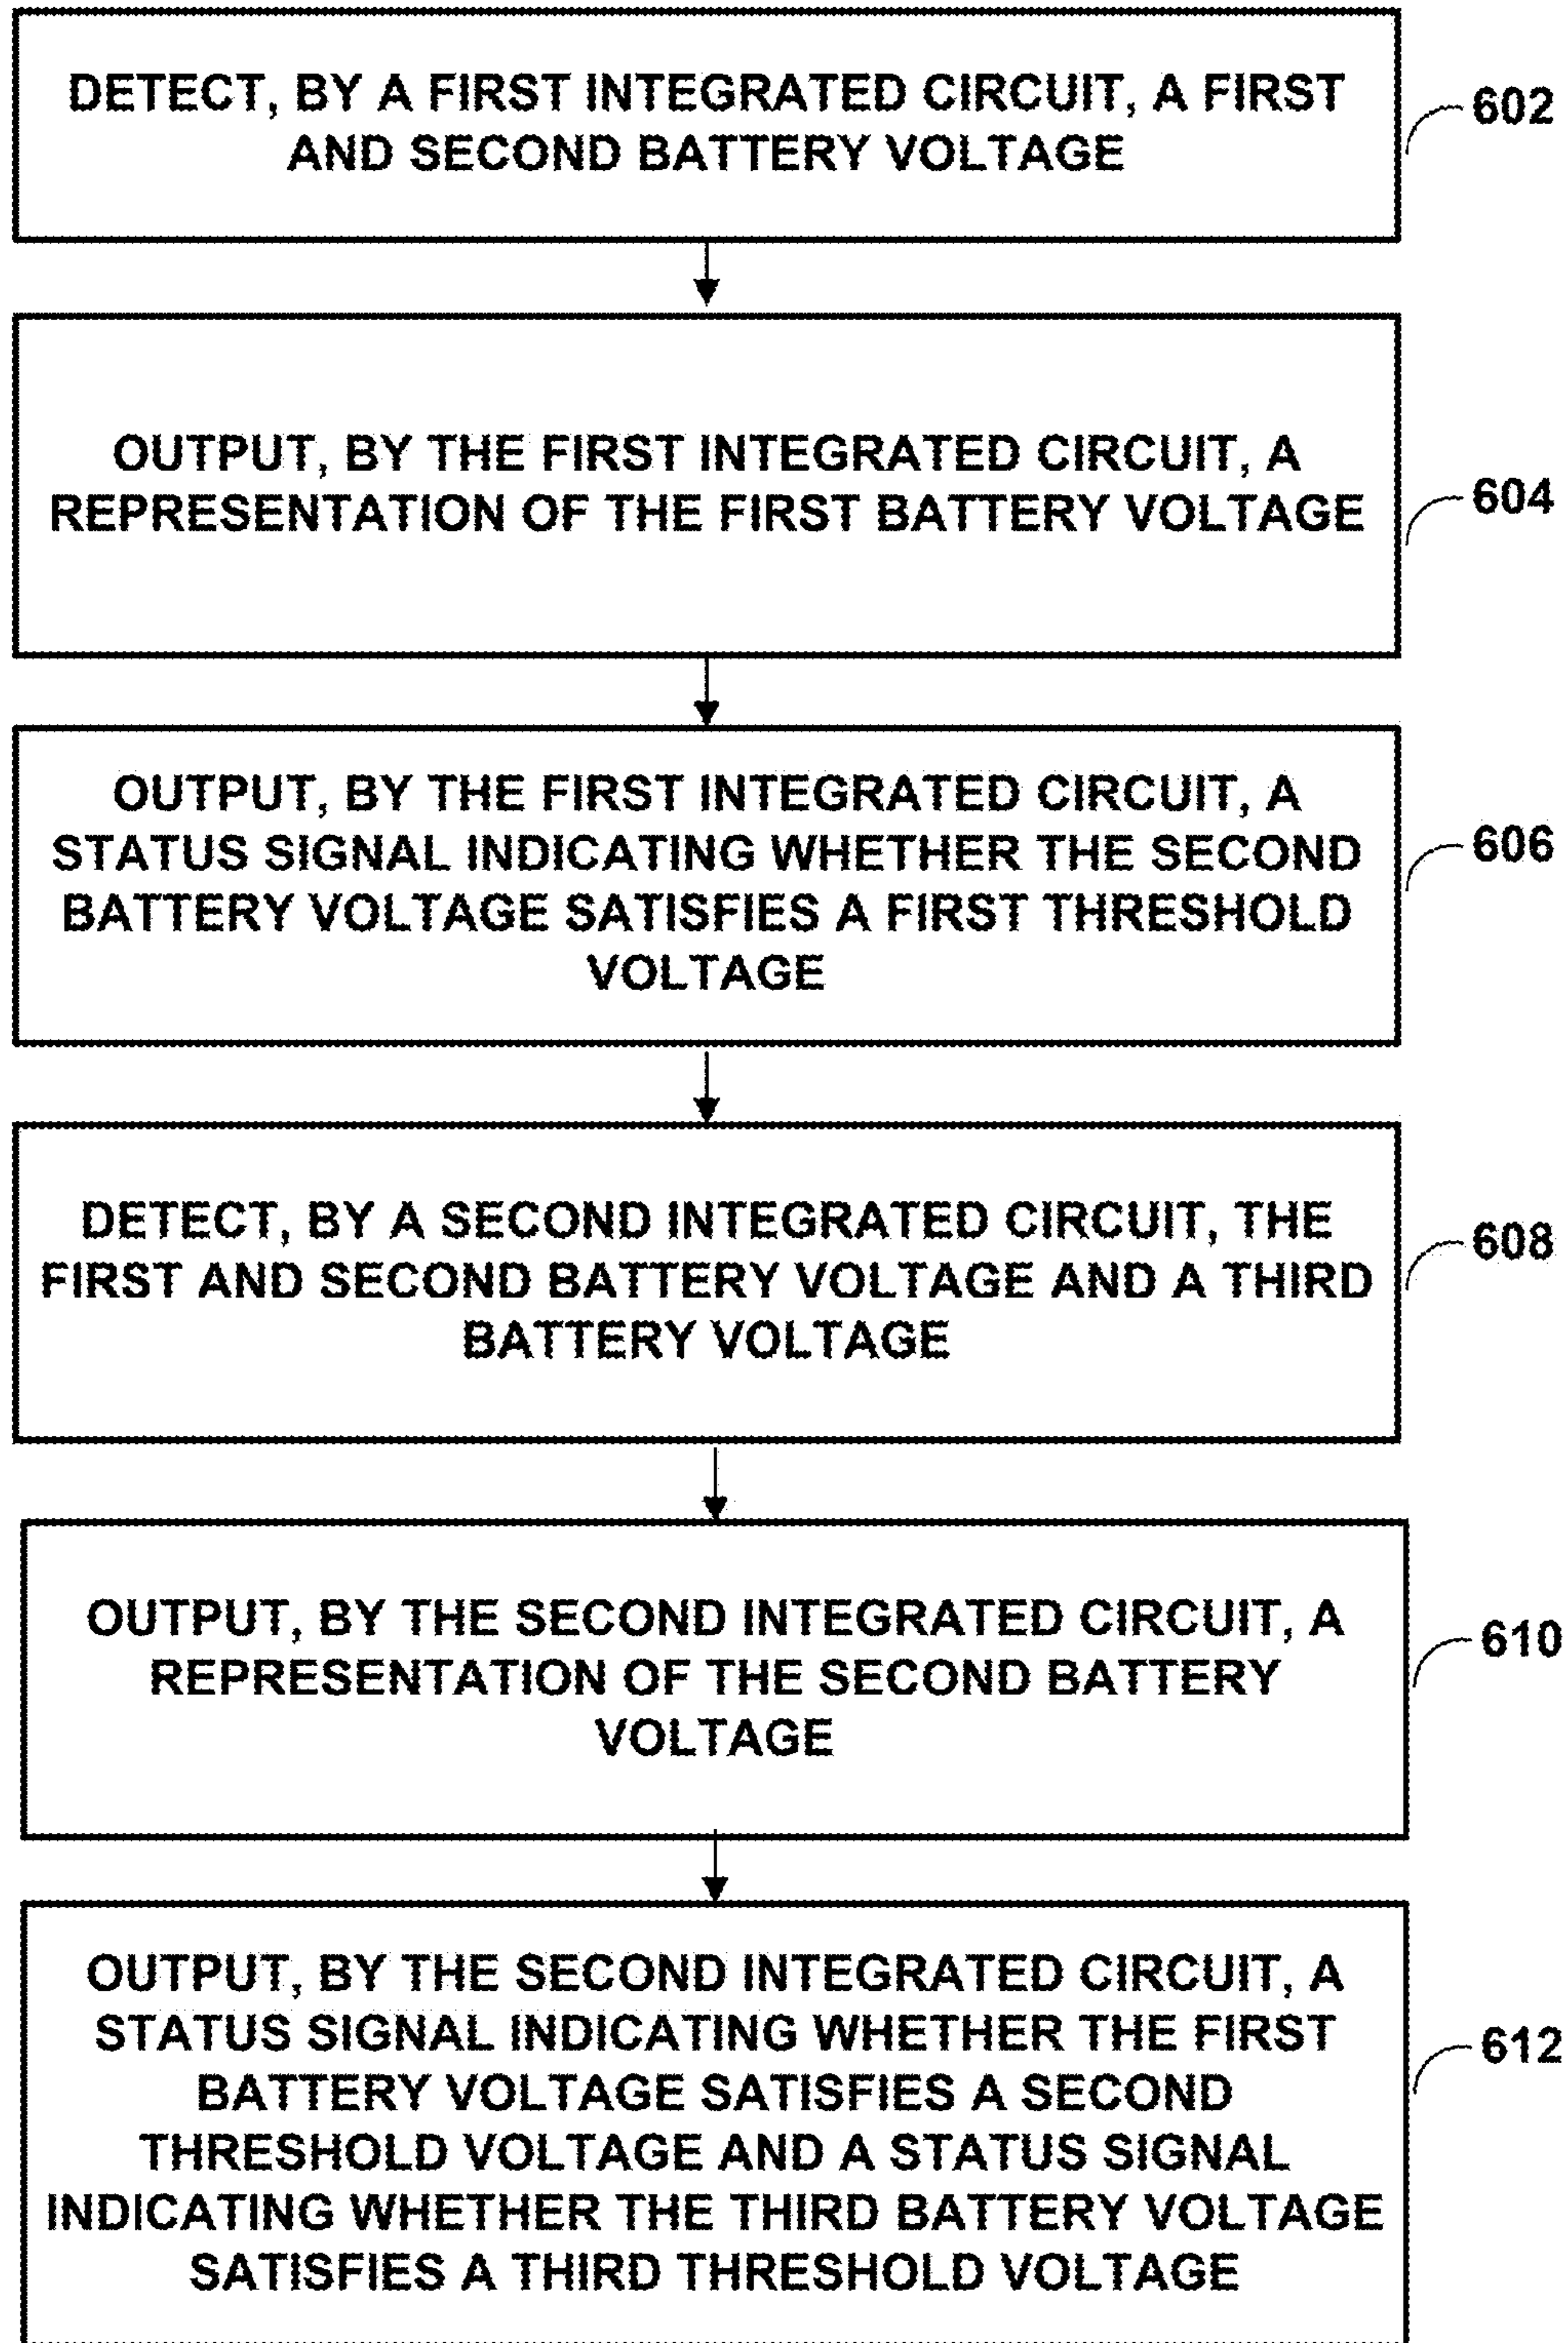 DETECT, BY A FIRST INTEGRATED CIRCUIT, A FIRST
AND SECOND BATTERY VOLTAGE
602
OUTPUT, BY THE FIRST INTEGRATED CIRCUIT, A
REPRESENTATION OF THE FIRST BATTERY VOLTAGE
604
OUTPUT, BY THE FIRST INTEGRATED CIRCUIT, A
STATUS SIGNAL INDICATING WHETHER THE SECOND
BATTERY VOLTAGE SATISFIES A FIRST THRESHOLD
VOLTAGE
606
DETECT, BY A SECOND INTEGRATED CIRCUIT, THE
FIRST AND SECOND BATTERY VOLTAGE AND A THIRD
BATTERY VOLTAGE
608
OUTPUT, BY THE SECOND INTEGRATED CIRCUIT, A
REPRESENTATION OF THE SECOND BATTERY
VOLTAGE
610
OUTPUT, BY THE SECOND INTEGRATED CIRCUIT, A
STATUS SIGNAL INDICATING WHETHER THE FIRST
BATTERY VOLTAGE SATISFIES A SECOND
THRESHOLD VOLTAGE AND A STATUS SIGNAL
INDICATING WHETHER THE THIRD BATTERY VOLTAGE
SATISFIES A THIRD THRESHOLD VOLTAGE
612